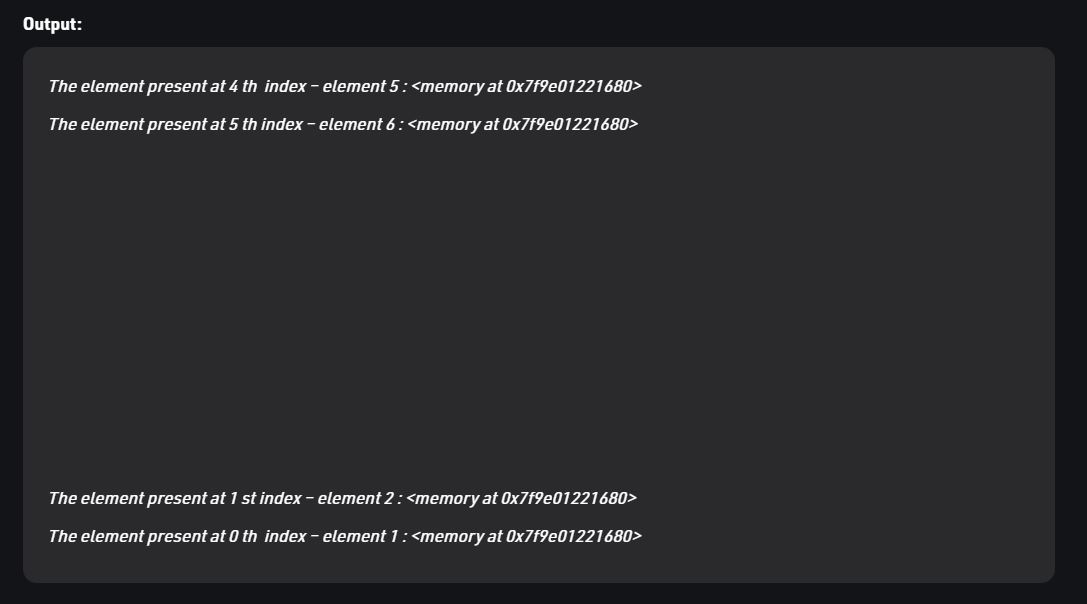 Output:
The element present at 4 th  index – element 5 : <memory at 0x7f9e01221680>
The element present at 5 th index – element 6 : <memory at 0x7f9e01221680>
The element present at 1 st index – element 2 : <memory at 0x7f9e01221680>
The element present at 0 th  index – element 1 : <memory at 0x7f9e01221680>